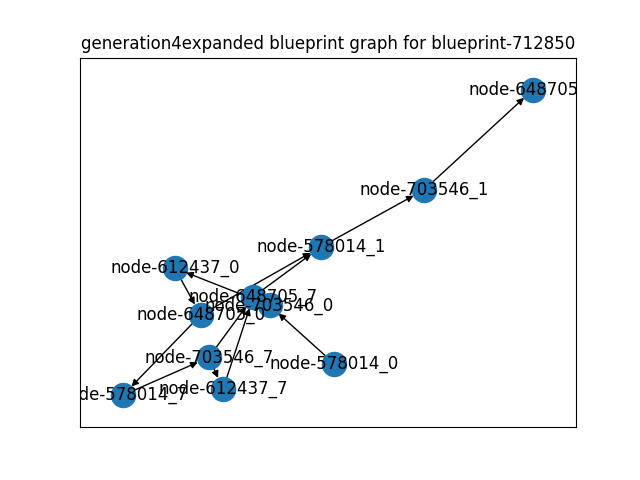 generation4expanded blueprint graph for blueprint-712850
node-648705
node-703546_1
node-578014_1
node-612437_0
node-648705_7
node-703546_0
node-648705_0
node-703546_7
node-578014_0
node-612437_7
de-578014_7